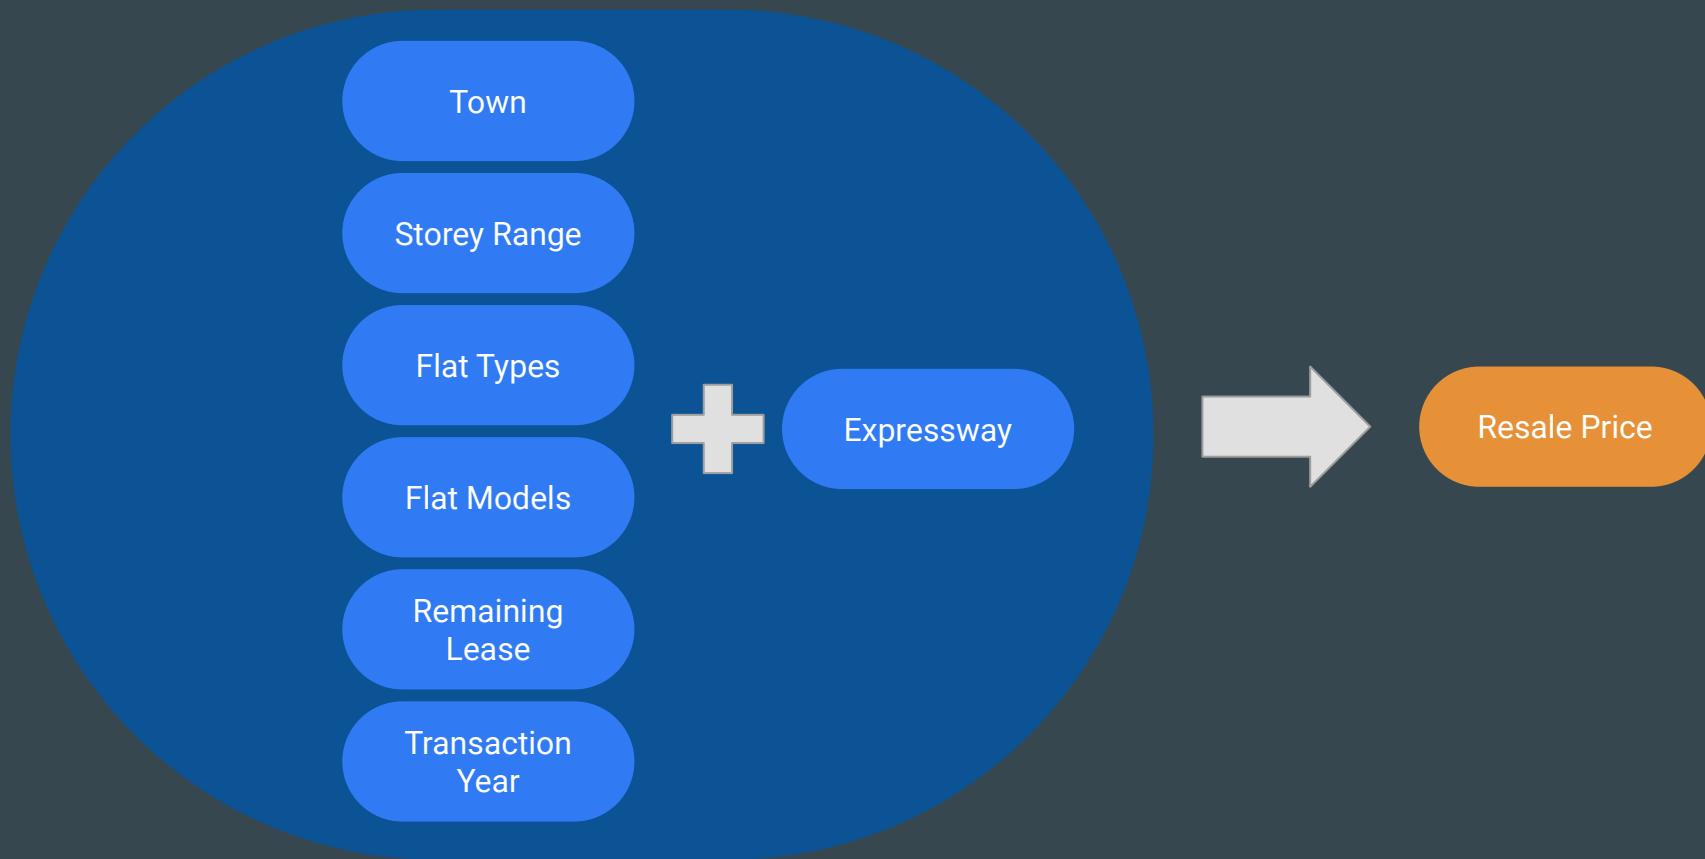 Town
Storey Range
Flat Types
Flat Models
Remaining
Lease
Transaction
Year
Expressway
Resale Price